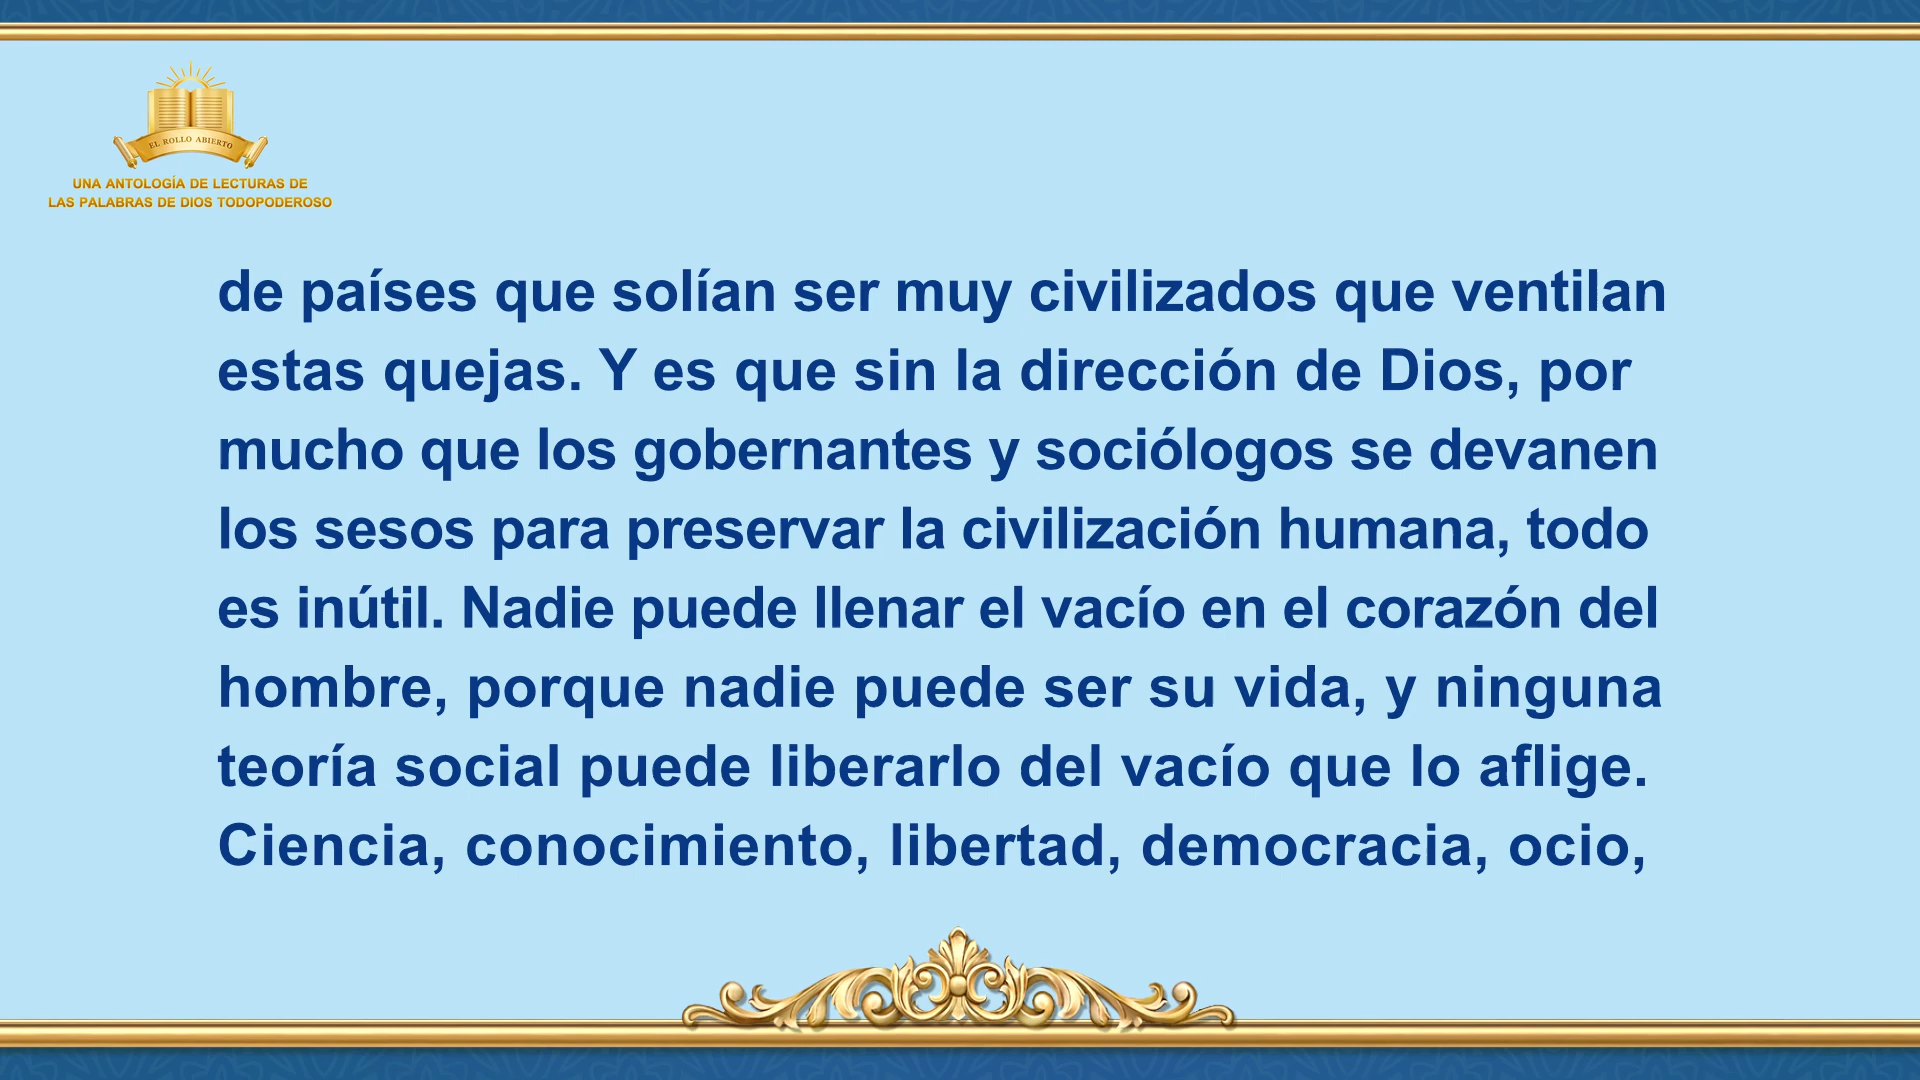 EL ROLLO ABIERTO
UNA ANTOLOGÍA DE LECTURAS DE
LAS PALABRAS DE DIOS TODOPODEROSO
de países que solían ser muy civilizados que ventilan
estas quejas. Y es que sin la dirección de Dios, por
mucho que los gobernantes y sociólogos se devanen
los sesos para preservar la civilización humana, todo
es inútil. Nadie puede llenar el vacío en el corazón del
hombre, porque nadie puede ser su vida, y ninguna
teoría social puede liberarlo del vacío que lo aflige.
Ciencia, conocimiento, libertad, democracia, ocio,